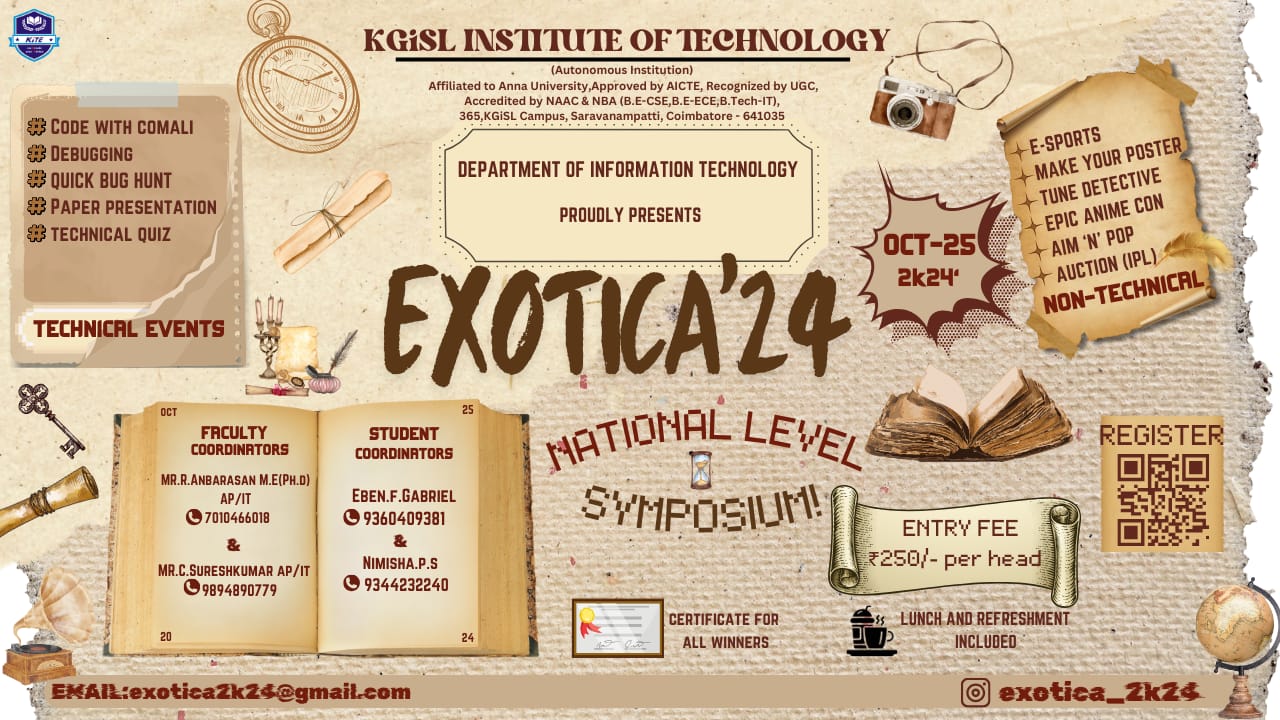 KiTE
KGiSL INSTITUTE OF TECHNOLOGY
(Autonomous Institution)
Affiliated to Anna University,Approved by AICTE, Recognized by UGC,
Accredited by NAAC & NBA (B.E-CSE,B.E-ECE,B.Tech-IT),
365,KGiSL Campus, Saravanampatti, Coimbatore - 641035
DEPARTMENT OF INFORMATION TECHNOLOGY
PROUDLY PRESENTS
EXOTICA'24
NATIONAL LEVEL
SYMPOSIUM!
# CODE WITH COMALI
# DEBUGGING
# QUICK BUG HUNT
# PAPER PRESENTATION
# TECHNICAL QUIZ
TECHNICAL EVENTS
OCT-25
2K24'
E-SPORTS
MAKE YOUR POSTER
TUNE DETECTIVE
EPIC ANIME CON
AIM 'N' POP
AUCTION (IPL)
NON-TECHNICAL
OCT
FACULTY
COORDINATORS
MR.R.ANBARASAN M.E(PH.D)
AP/IT
7010466018
&
MR.C.SURESHKUMAR AP/IT
9894890779
20
25
STUDENT
COORDINATORS
EBEN.F.GABRIEL
9360409381
&
NIMISHA.P.S
9344232240
24
REGISTER
ENTRY FEE
₹250/- per head
CERTIFICATE FOR
ALL WINNERS
LUNCH AND REFRESHMENT
INCLUDED
EMAIL:exotica2k24@gmail.com
exotica_2k24